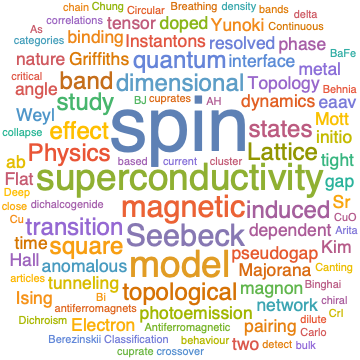 chain Chung Breathing density
As Circular Continuous bands
correlations tensor doped Yunoki delta
categories binding Instantons resolved phase BaFe
nature Griffiths quantum interface metal
critical angle band dimensional Topology Behnia
BJ cuprates AH dynamics eaav
Weyl study spin states Mott
collapse effect initio
Physics Lattice tight
ab based current cluster gap
Flat superconductivity Sr
Deep dichalcogenide magnetic induced CuO
close transition Seebeck dependent Arita
Cu time square pseudogap Kim
Hall anomalous model Majorana Canting
articles tunneling magnon Binghai
Bi topological network chiral
Ising antiferromagnets photoemission CrI
Dichroism Electron Antiferromagnetic pairing dilute
Berezinskii Classification behaviour two Carlo
cuprate crossover detect bulk